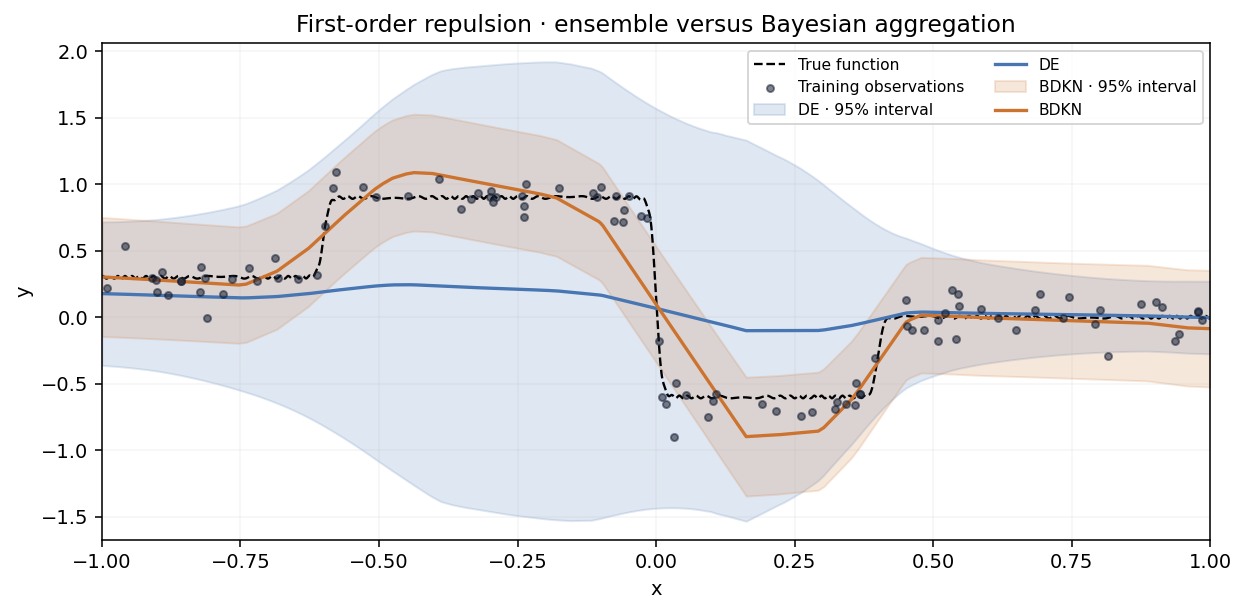 First-order repulsion · ensemble versus Bayesian aggregation
True function
Training observations
DE · 95% interval
DE
BDKN · 95% interval
BDKN
y
2.0
1.5
1.0
0.5
0.0
−0.5
−1.0
−1.5
−1.00 −0.75 −0.50 −0.25 0.00 0.25 0.50 0.75 1.00
x